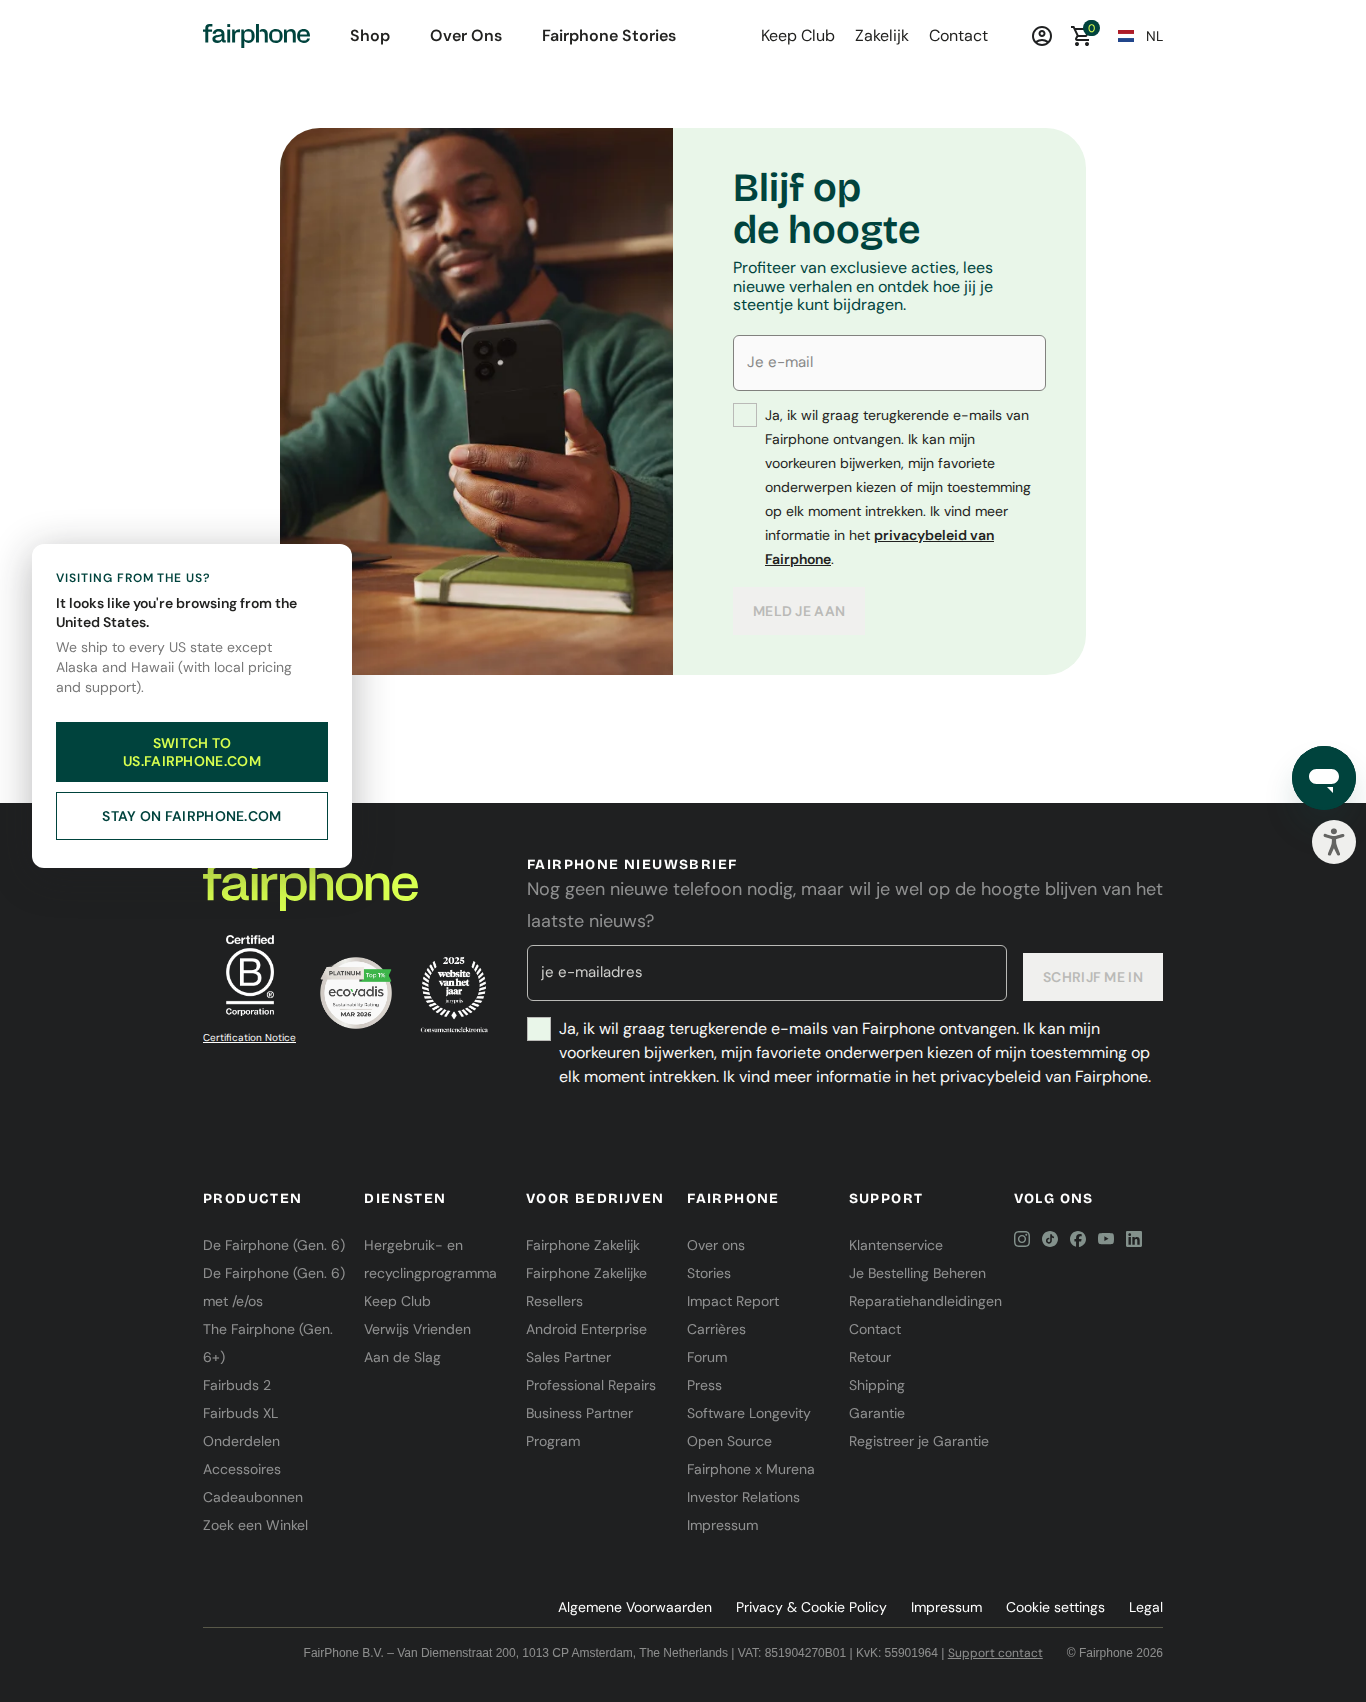 fairphone
Shop
Over Ons
Fairphone Stories
Keep Club
Zakelijk
Contact
0
NL
Blijf op
de hoogte
Profiteer van exclusieve acties, lees
nieuwe verhalen en ontdek hoe jij je
steentje kunt bijdragen.
Je e-mail
Ja, ik wil graag terugkerende e-mails van
Fairphone ontvangen. Ik kan mijn
voorkeuren bijwerken, mijn favoriete
onderwerpen kiezen of mijn toestemming
op elk moment intrekken. Ik vind meer
informatie in het privacybeleid van
Fairphone.
MELD JE AAN
VISITING FROM THE US?
It looks like you're browsing from the
United States.
We ship to every US state except
Alaska and Hawaii (with local pricing
and support).
SWITCH TO
US.FAIRPHONE.COM
STAY ON FAIRPHONE.COM
fairphone
Certified
B
®
Corporation
Certification Notice
PLATINUM Top 1%
ecovadis
Sustainability Rating
MAR 2026
2025
website
van het
jaar
Consumentenelektronica
FAIRPHONE NIEUWSBRIEF
Nog geen nieuwe telefoon nodig, maar wil je wel op de hoogte blijven van het
laatste nieuws?
je e-mailadres
SCHRIJF ME IN
Ja, ik wil graag terugkerende e-mails van Fairphone ontvangen. Ik kan mijn
voorkeuren bijwerken, mijn favoriete onderwerpen kiezen of mijn toestemming op
elk moment intrekken. Ik vind meer informatie in het privacybeleid van Fairphone.
PRODUCTEN
De Fairphone (Gen. 6)
De Fairphone (Gen. 6)
met /e/os
The Fairphone (Gen.
6+)
Fairbuds 2
Fairbuds XL
Onderdelen
Accessoires
Cadeaubonnen
Zoek een Winkel
DIENSTEN
Hergebruik- en
recyclingprogramma
Keep Club
Verwijs Vrienden
Aan de Slag
VOOR BEDRIJVEN
Fairphone Zakelijk
Fairphone Zakelijke
Resellers
Android Enterprise
Sales Partner
Professional Repairs
Business Partner
Program
FAIRPHONE
Over ons
Stories
Impact Report
Carrières
Forum
Press
Software Longevity
Open Source
Fairphone x Murena
Investor Relations
Impressum
SUPPORT
Klantenservice
Je Bestelling Beheren
Reparatiehandleidingen
Contact
Retour
Shipping
Garantie
Registreer je Garantie
VOLG ONS
Algemene Voorwaarden
Privacy & Cookie Policy
Impressum
Cookie settings
Legal
FairPhone B.V. – Van Diemenstraat 200, 1013 CP Amsterdam, The Netherlands | VAT: 851904270B01 | KvK: 55901964 | Support contact
© Fairphone 2026